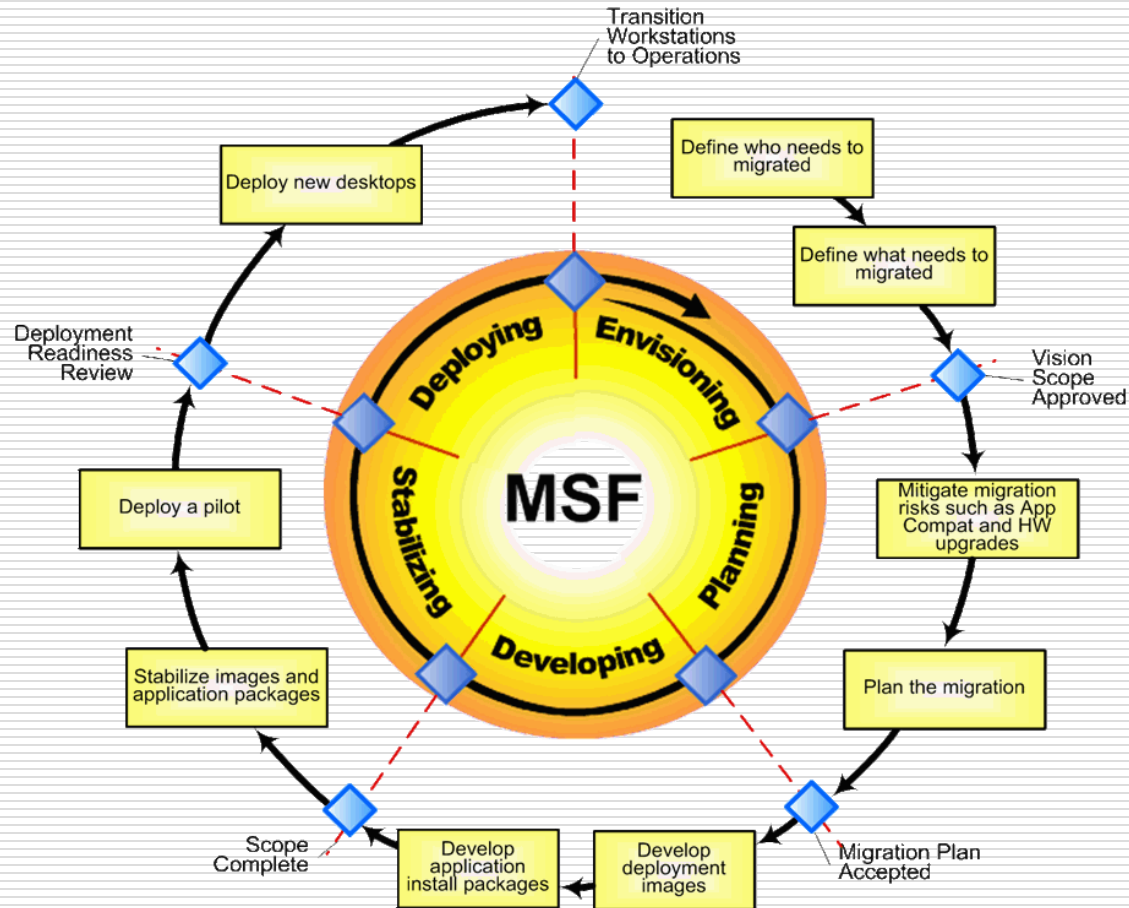 Transition
Workstations
to Operations
Define who needs to
migrated
Define what needs to
migrated
Vision
Scope
Approved
Mitigate migration
risks such as App
Compat and HW
upgrades
Plan the migration
Migration Plan
Accepted
Develop
deployment
images
Develop
application
install packages
Scope
Complete
Stabilize images and
application packages
Deploy a pilot
Deployment
Readiness
Review
Deploy new desktops
Envisioning
Planning
Developing
Stabilizing
Deploying
MSF